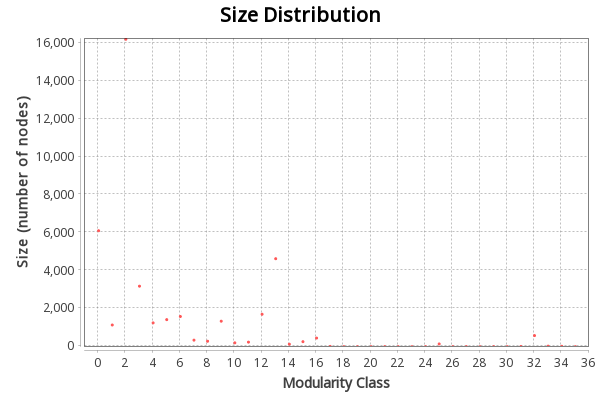 Size Distribution
16,000
14,000
12,000
10,000
8,000
6,000
4,000
2,000
0
Size (number of nodes)
0 2 4 6 8 10 12 14 16 18 20 22 24 26 28 30 32 34 36
Modularity Class